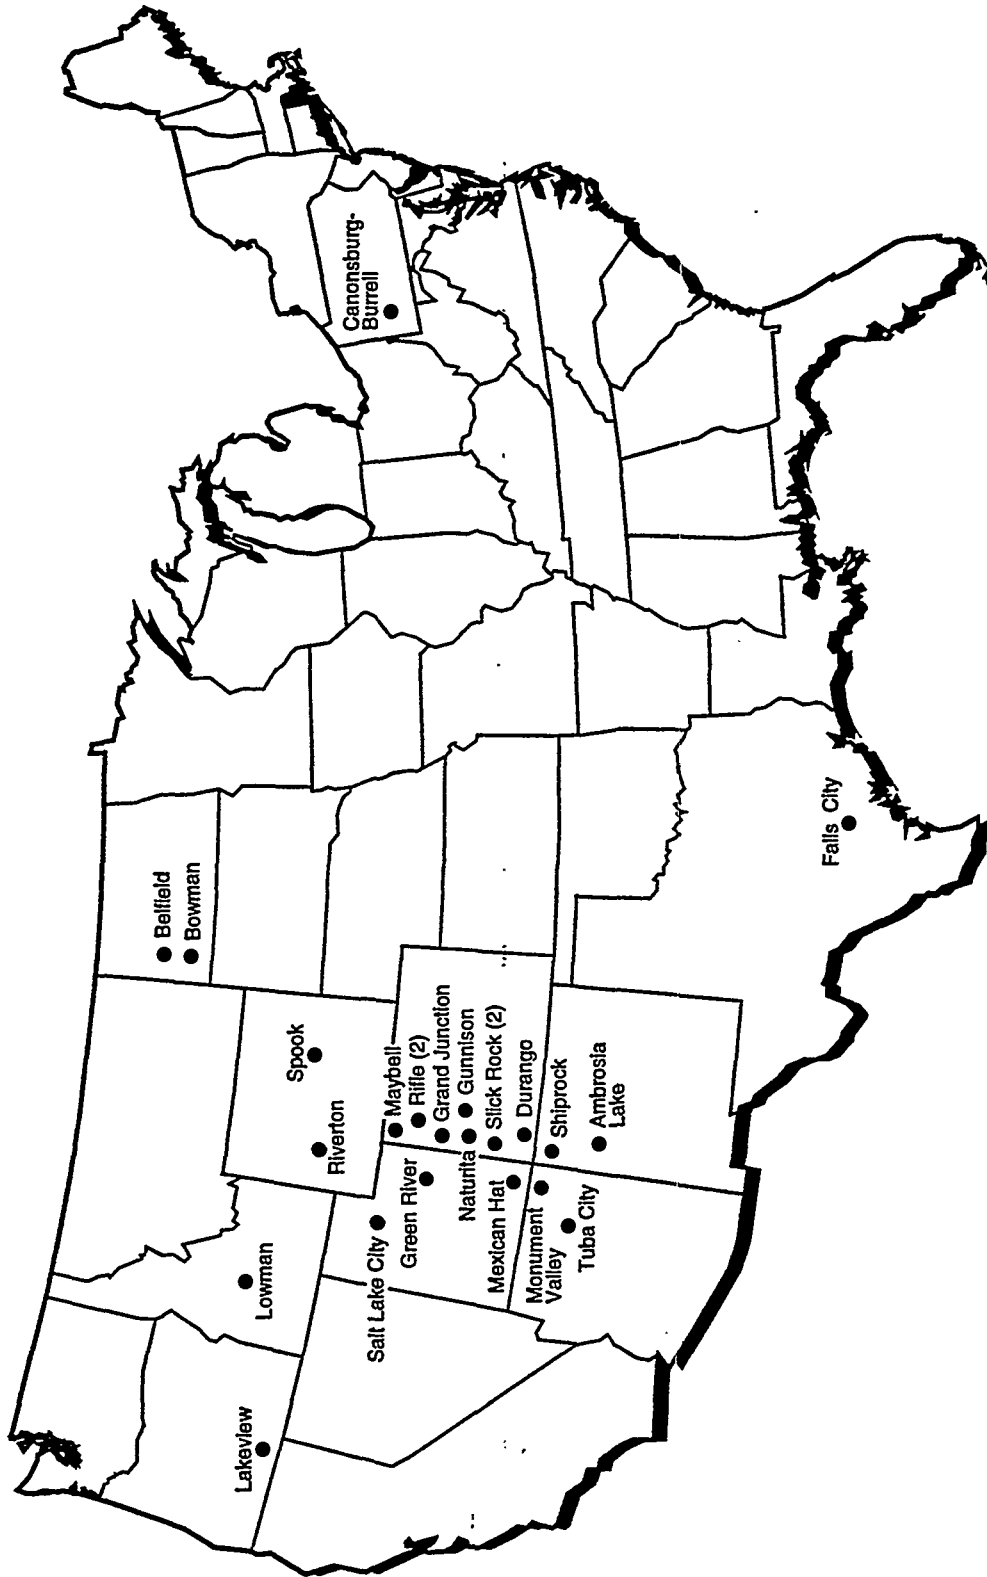 Canonsburg-
Burrell
Belfield
Bowman
Falls City
Spook
Riverton
Maybell
Rifle (2)
Grand Junction
Gunnison
Naturita
Slick Rock (2)
Durango
Shiprock
Ambrosia
Lake
Green River
Mexican Hat
Monument
Valley
Tuba City
Salt Lake City
Lowman
Lakeview